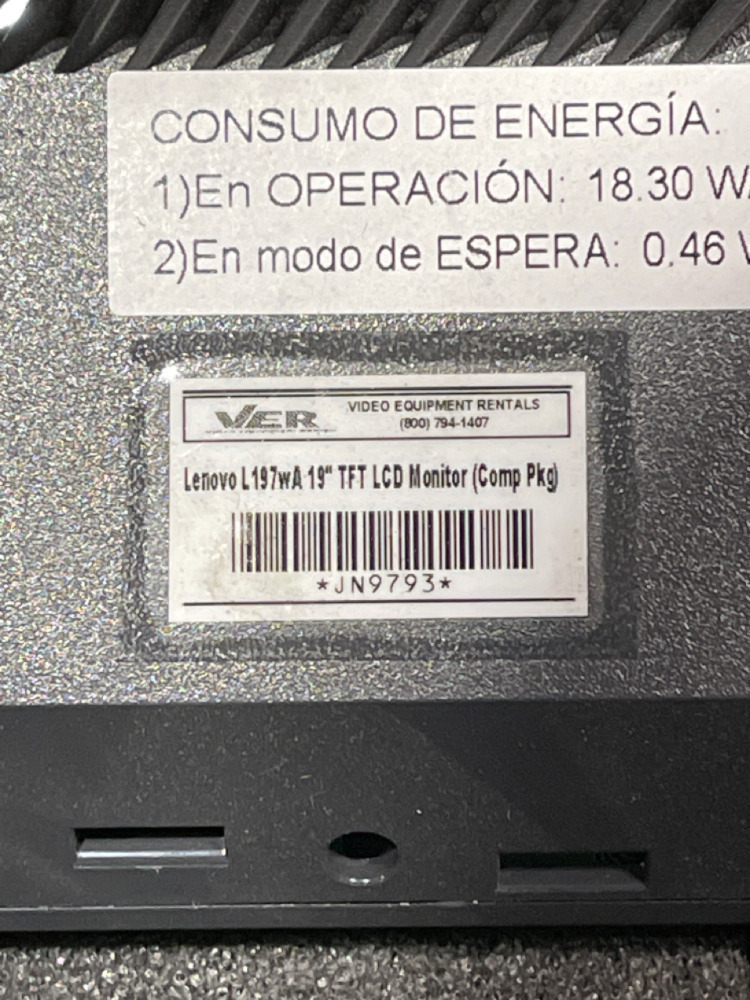 CONSUMO DE ENERGÍA:
1)En OPERACIÓN: 18.30 W
2)En modo de ESPERA: 0.46
VER VIDEO EQUIPMENT RENTALS
(800) 794-1407
Lenovo L197wA 19" TFT LCD Monitor (Comp Pkg)
*JN9793*